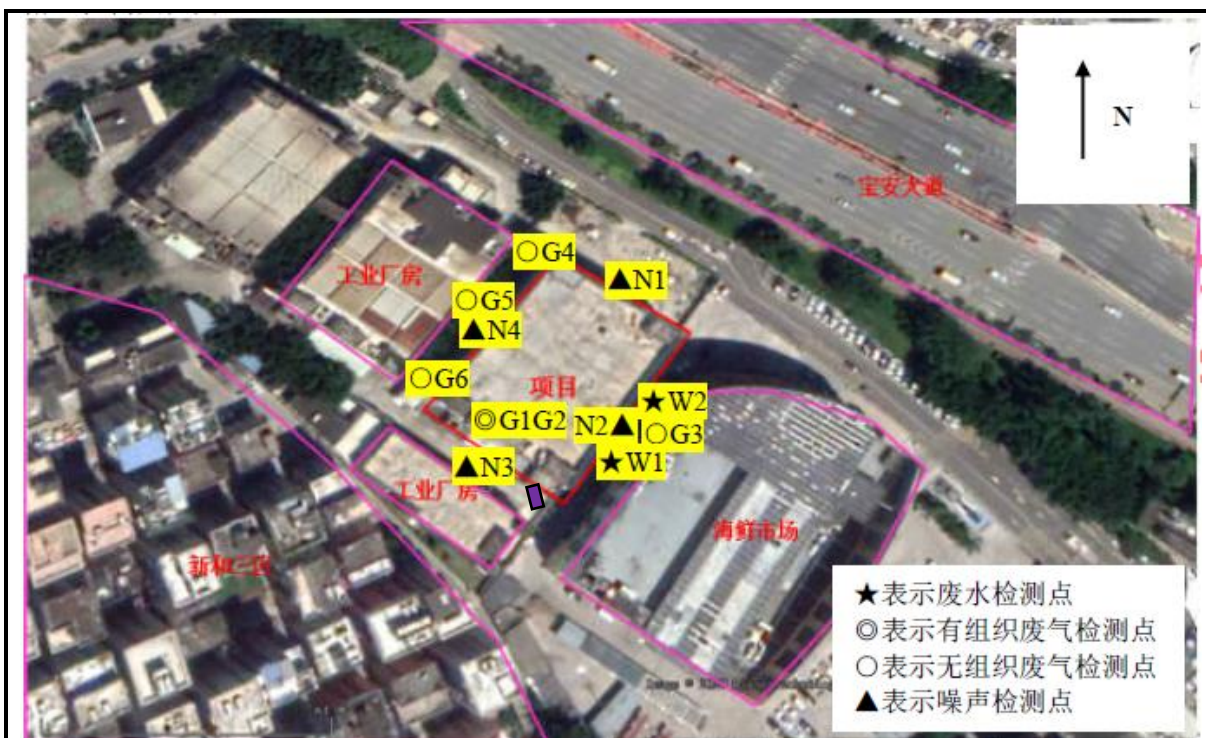 N
宝安大道
○G4
▲N1
工业厂房
○G5
▲N4
○G6
项目
★W2
◎G1G2
N2▲
○G3
★W1
▲N3
工业厂房
海鲜市场
新和三区
★表示废水检测点
◎表示有组织废气检测点
○表示无组织废气检测点
▲表示噪声检测点